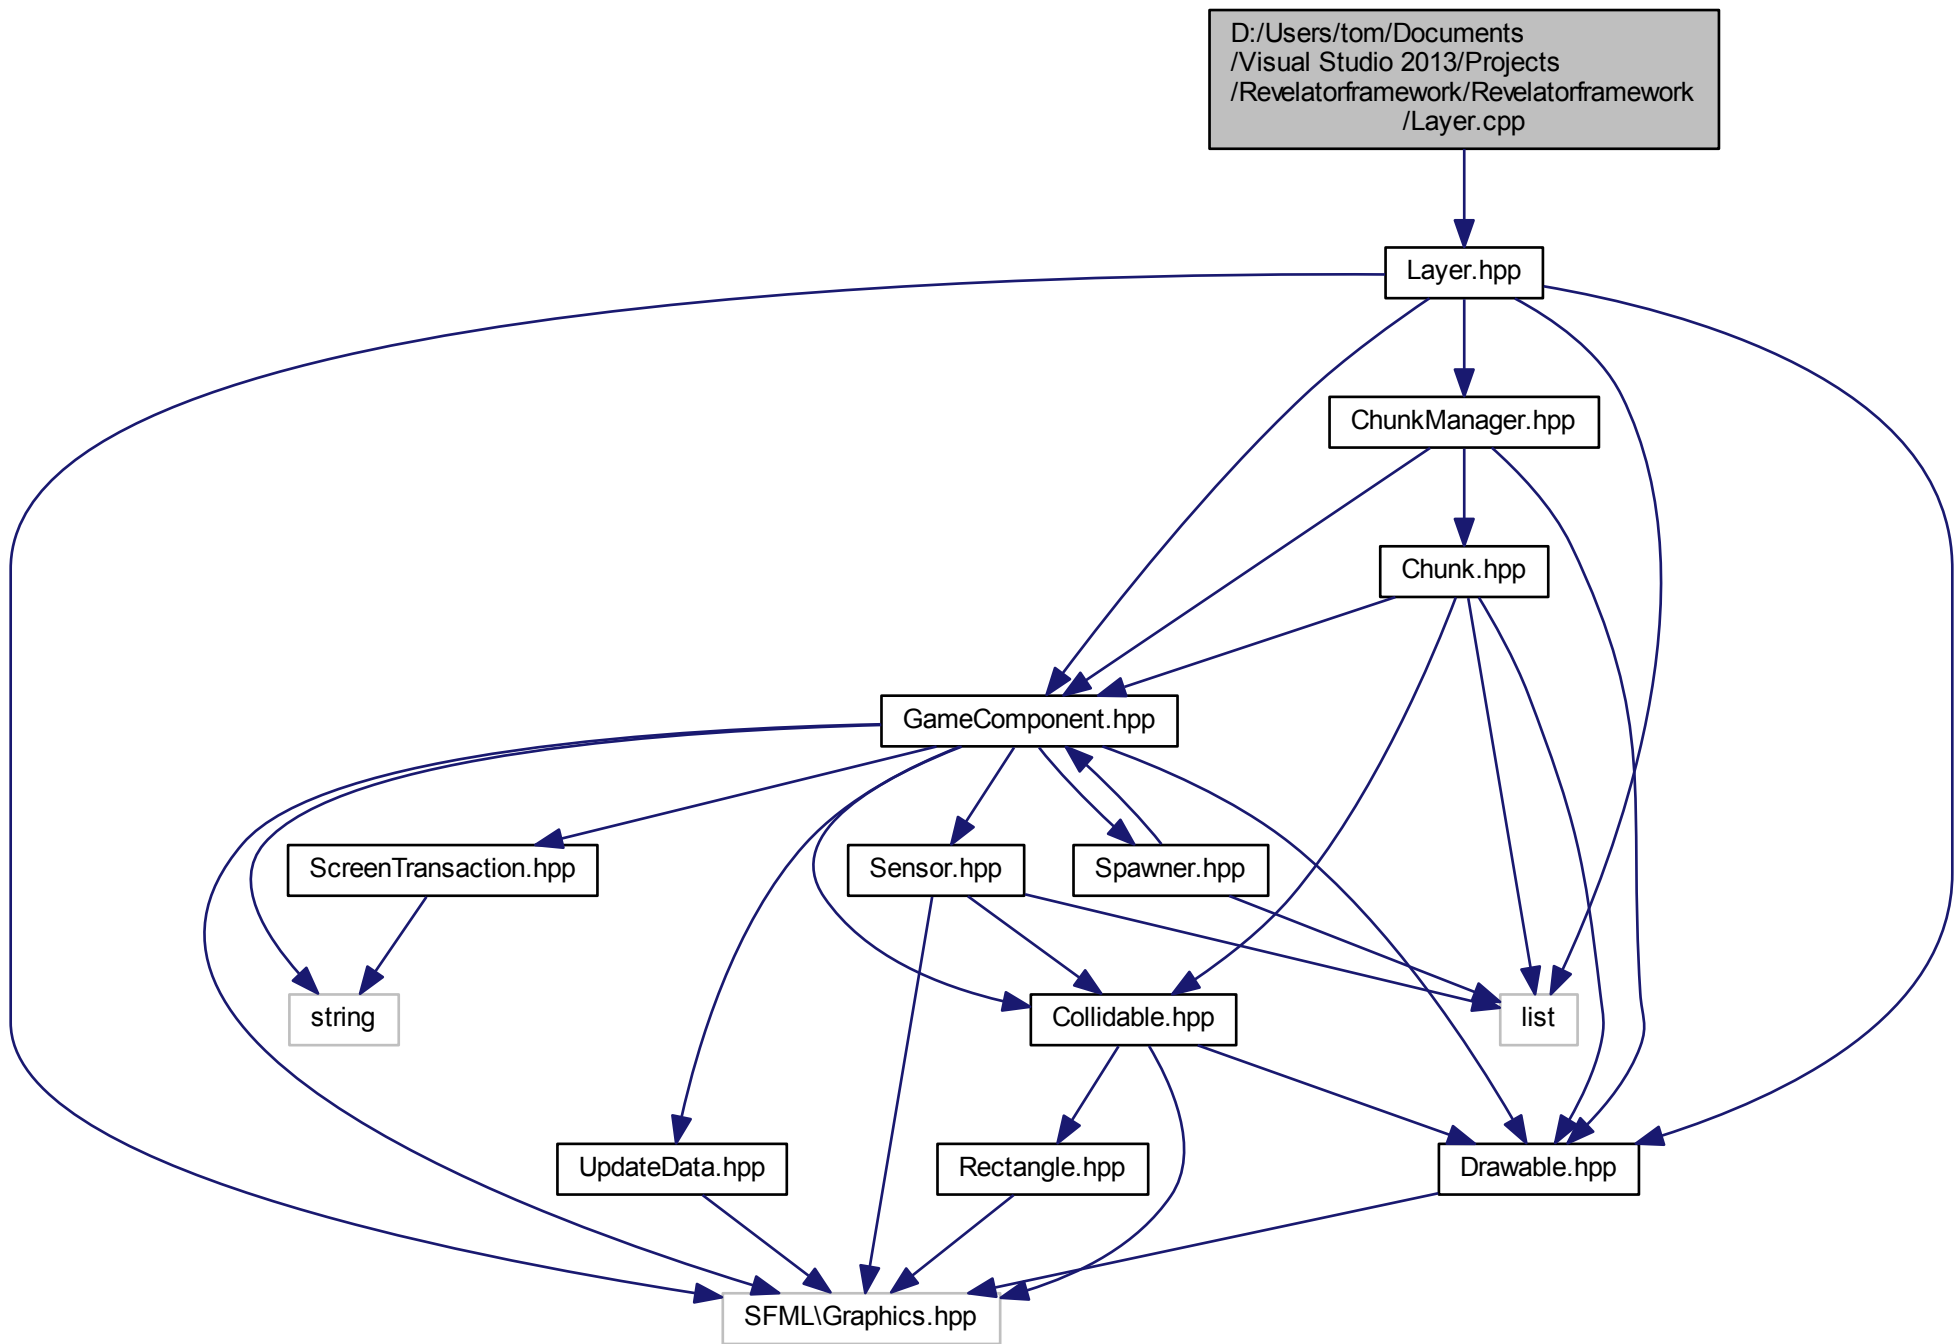 D:/Users/tom/Documents
/Visual Studio 2013/Projects
/Revelatorframework/Revelatorframework
/Layer.cpp
Layer.hpp
ChunkManager.hpp
Chunk.hpp
GameComponent.hpp
ScreenTransaction.hpp
Sensor.hpp
Spawner.hpp
string
Collidable.hpp
list
UpdateData.hpp
Rectangle.hpp
Drawable.hpp
SFML\Graphics.hpp